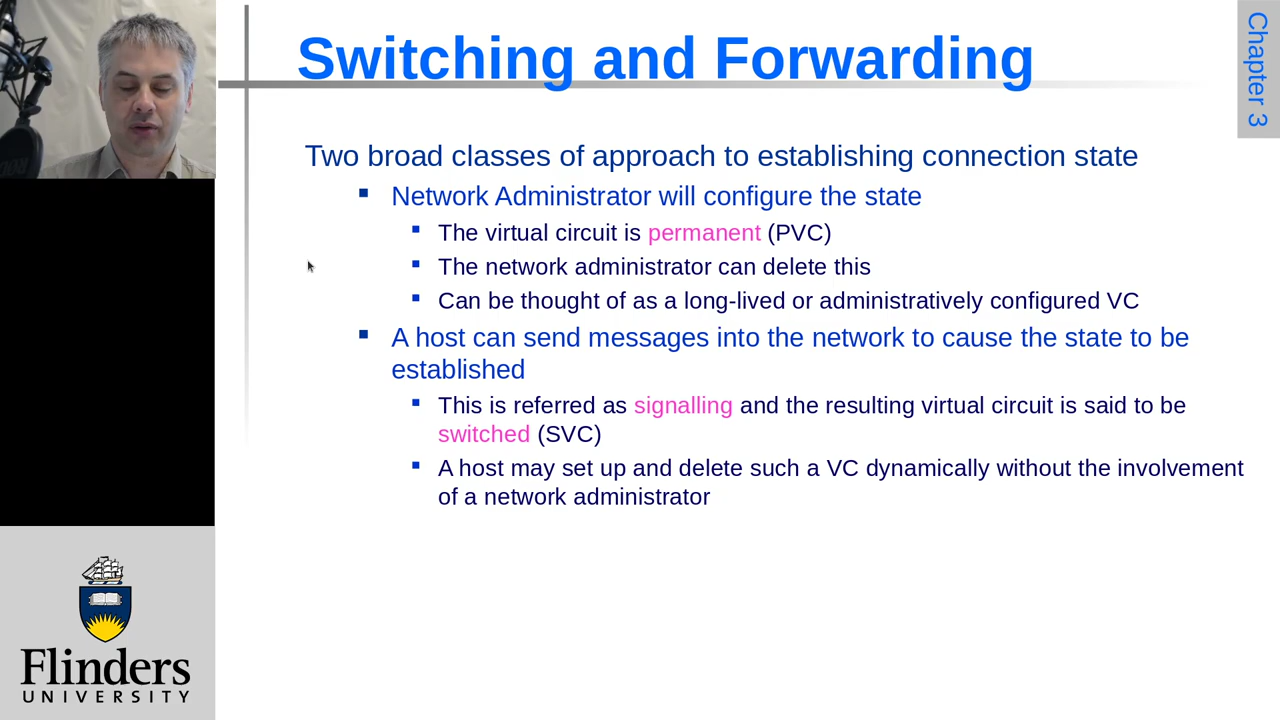 Switching and Forwarding
Chapter 3
Two broad classes of approach to establishing connection state
Network Administrator will configure the state
The virtual circuit is permanent (PVC)
The network administrator can delete this
Can be thought of as a long-lived or administratively configured VC
A host can send messages into the network to cause the state to be
established
This is referred as signalling and the resulting virtual circuit is said to be
switched (SVC)
A host may set up and delete such a VC dynamically without the involvement
of a network administrator
Flinders
UNIVERSITY